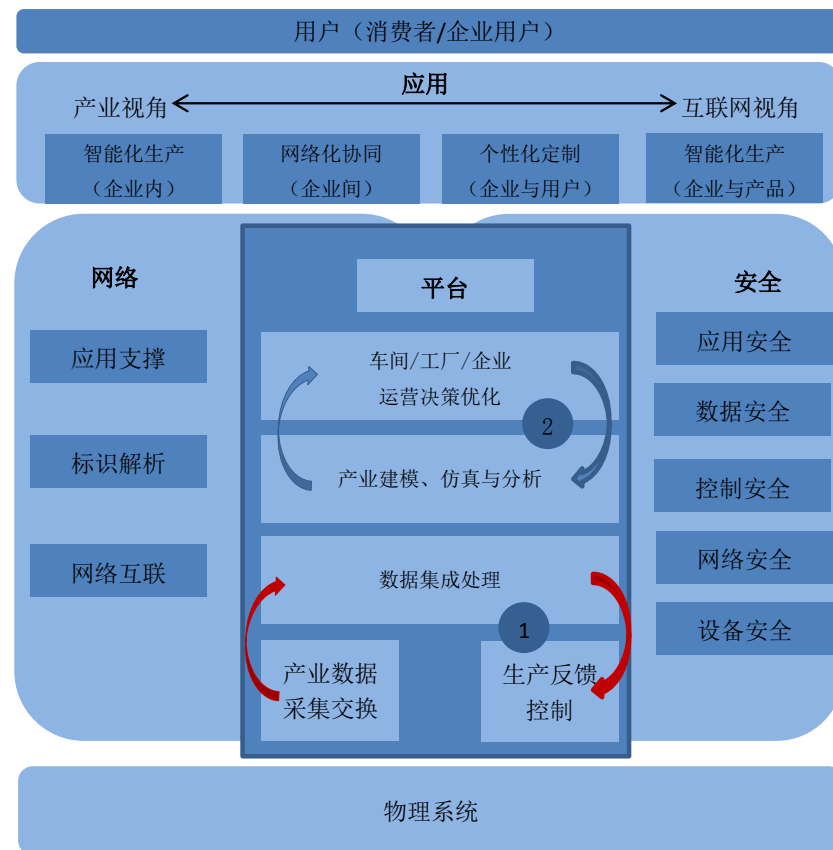 用户（消费者/企业用户）
应用
产业视角
互联网视角
智能化生产
（企业内）
网络化协同
（企业间）
个性化定制
（企业与用户）
智能化生产
（企业与产品）
网络
应用支撑
标识解析
网络互联
平台
车间/工厂/企业
运营决策优化
2
产业建模、仿真与分析
数据集成处理
1
产业数据
采集交换
生产反馈
控制
安全
应用安全
数据安全
控制安全
网络安全
设备安全
物理系统